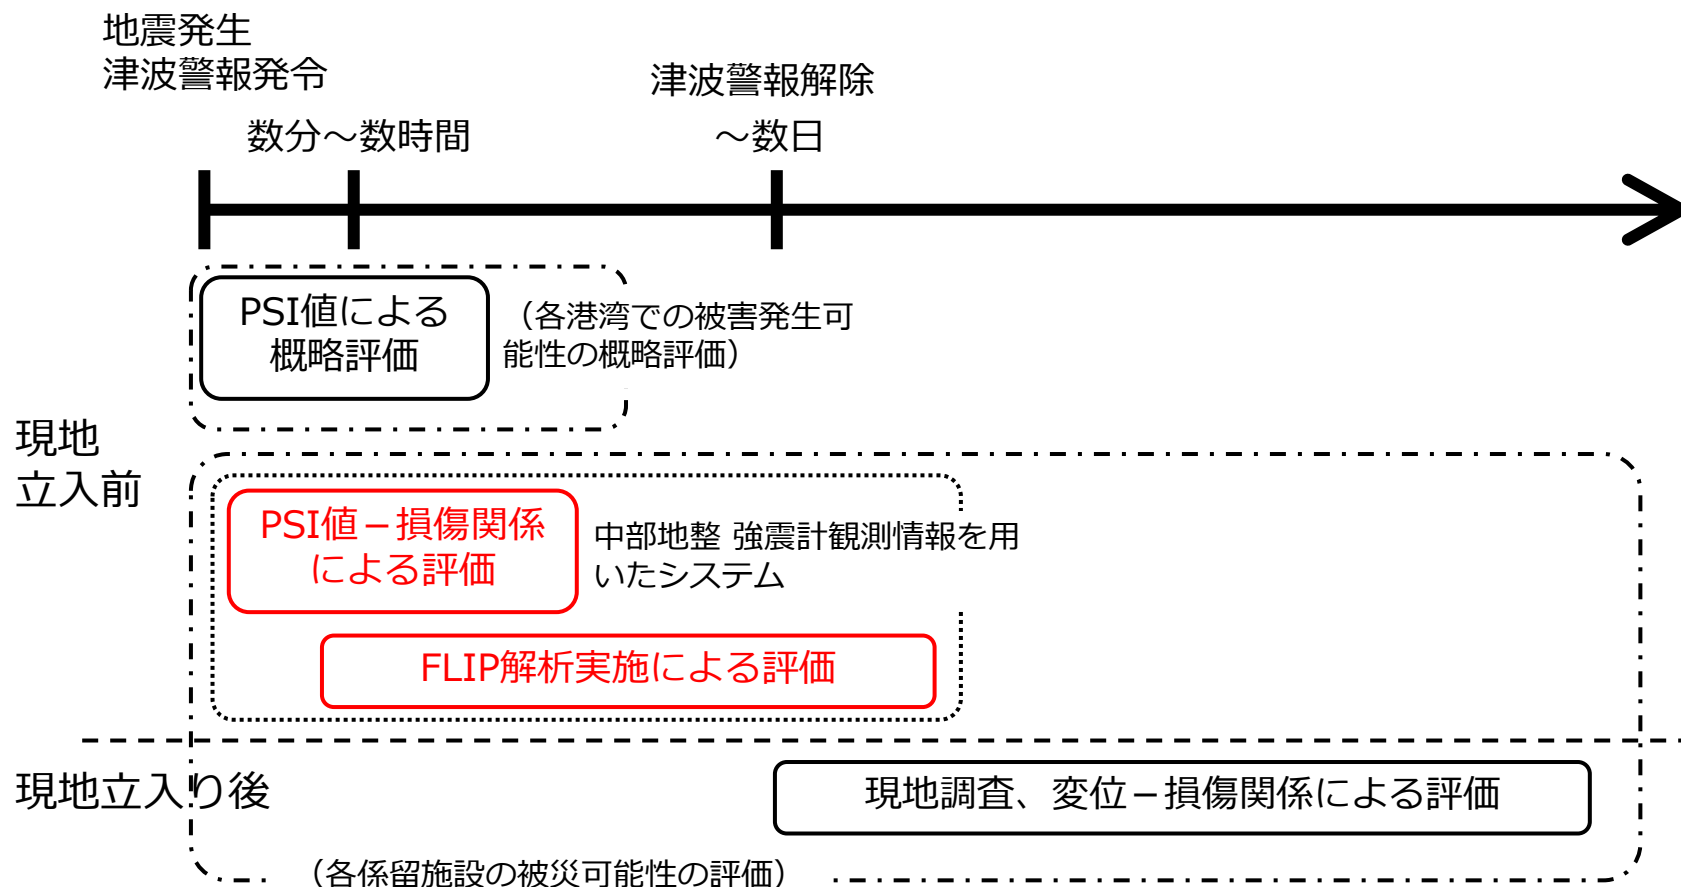 地震発生
津波警報発令
津波警報解除
数分～数時間
～数日
PSI値による
概略評価
（各港湾での被害発生可
能性の概略評価）
現地
立入前
PSI値－損傷関係
による評価
中部地整 強震計観測情報を用
いたシステム
FLIP解析実施による評価
現地立入り後
現地調査、変位－損傷関係による評価
（各係留施設の被災可能性の評価）